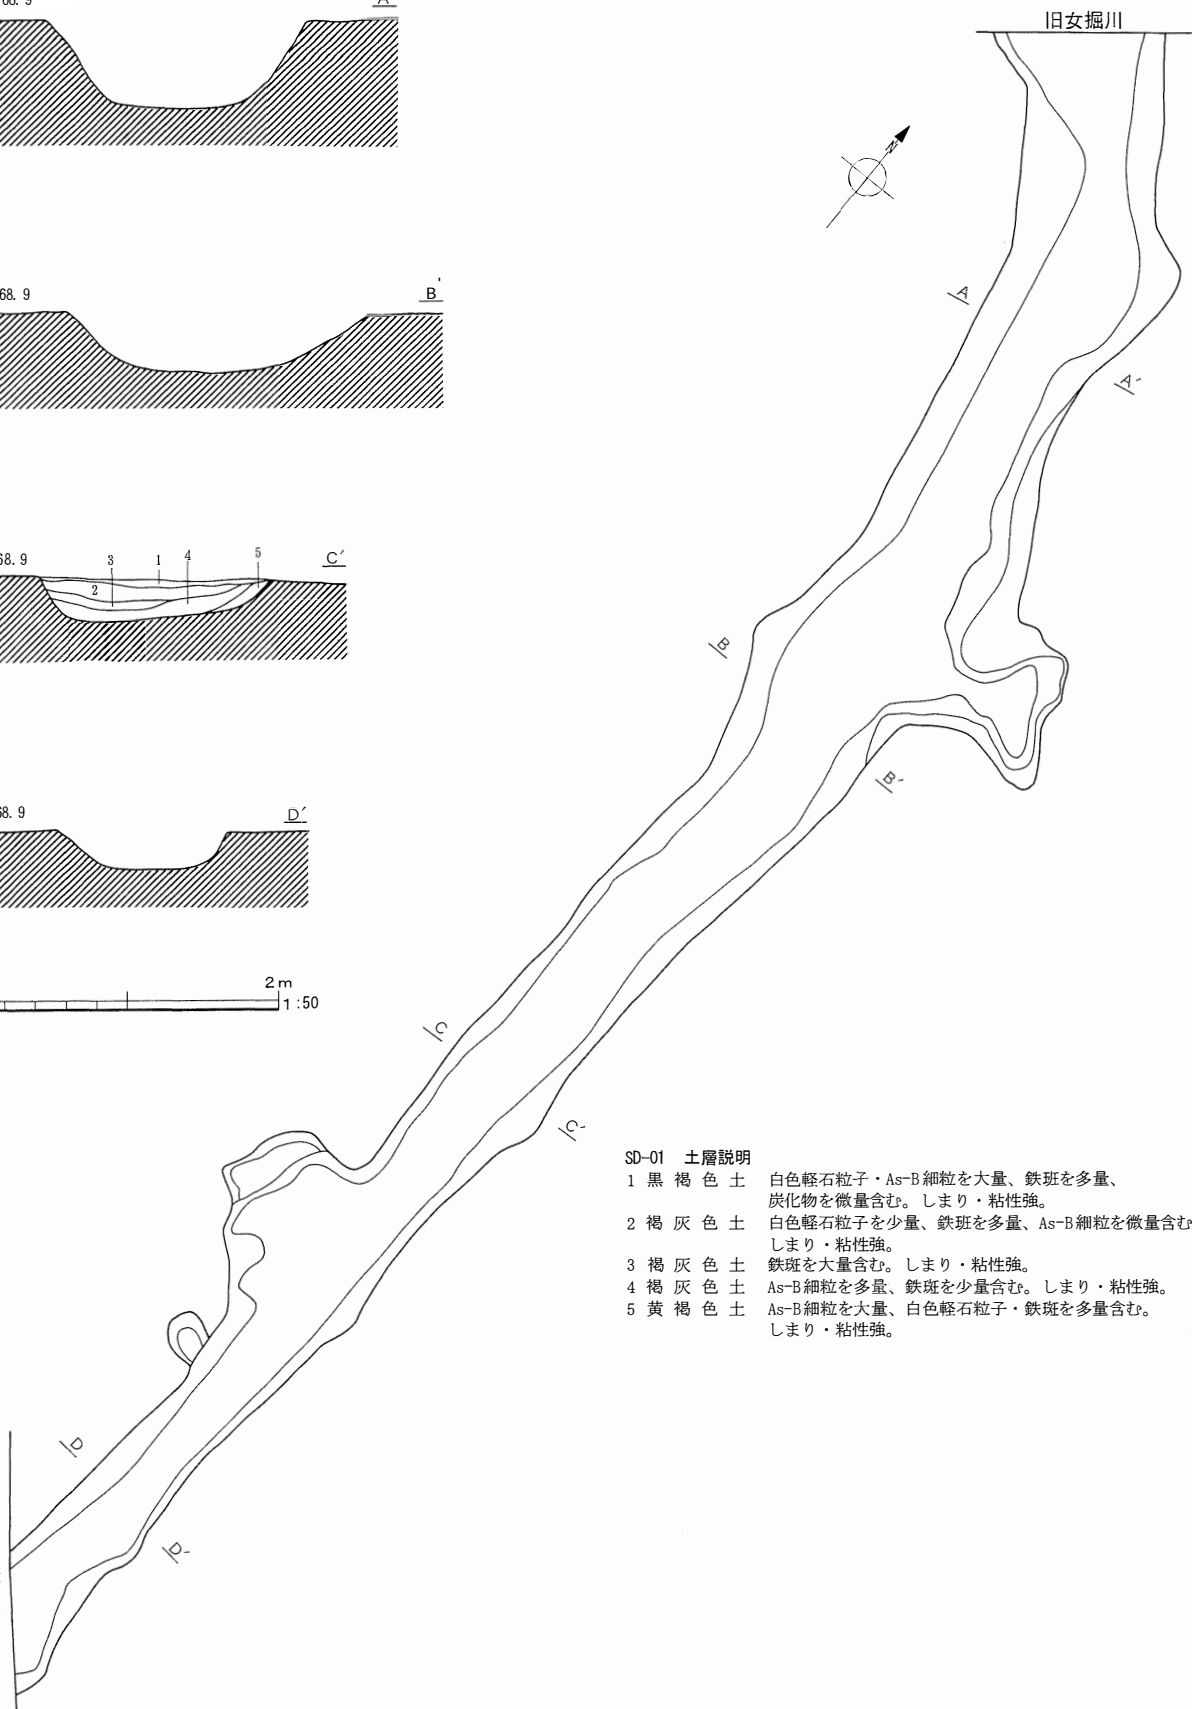 旧女堀川
N
68.9
A
A
A′
68.9
B′
B
B′
68.9
3
1
4
5
C′
2
68.9
D′
2m
1:50
C
C′
D
D′
SD-01 土層説明
1 黒褐色土 白色軽石粒子・As-B細粒を大量、鉄斑を多量、
炭化物を微量含む。しまり・粘性強。
2 褐灰色土 白色軽石粒子を少量、鉄斑を多量、As-B細粒を微量含む
しまり・粘性強。
3 褐灰色土 鉄斑を大量含む。しまり・粘性強。
4 褐灰色土 As-B細粒を多量、鉄斑を少量含む。しまり・粘性強。
5 黄褐色土 As-B細粒を大量、白色軽石粒子・鉄斑を多量含む。
しまり・粘性強。